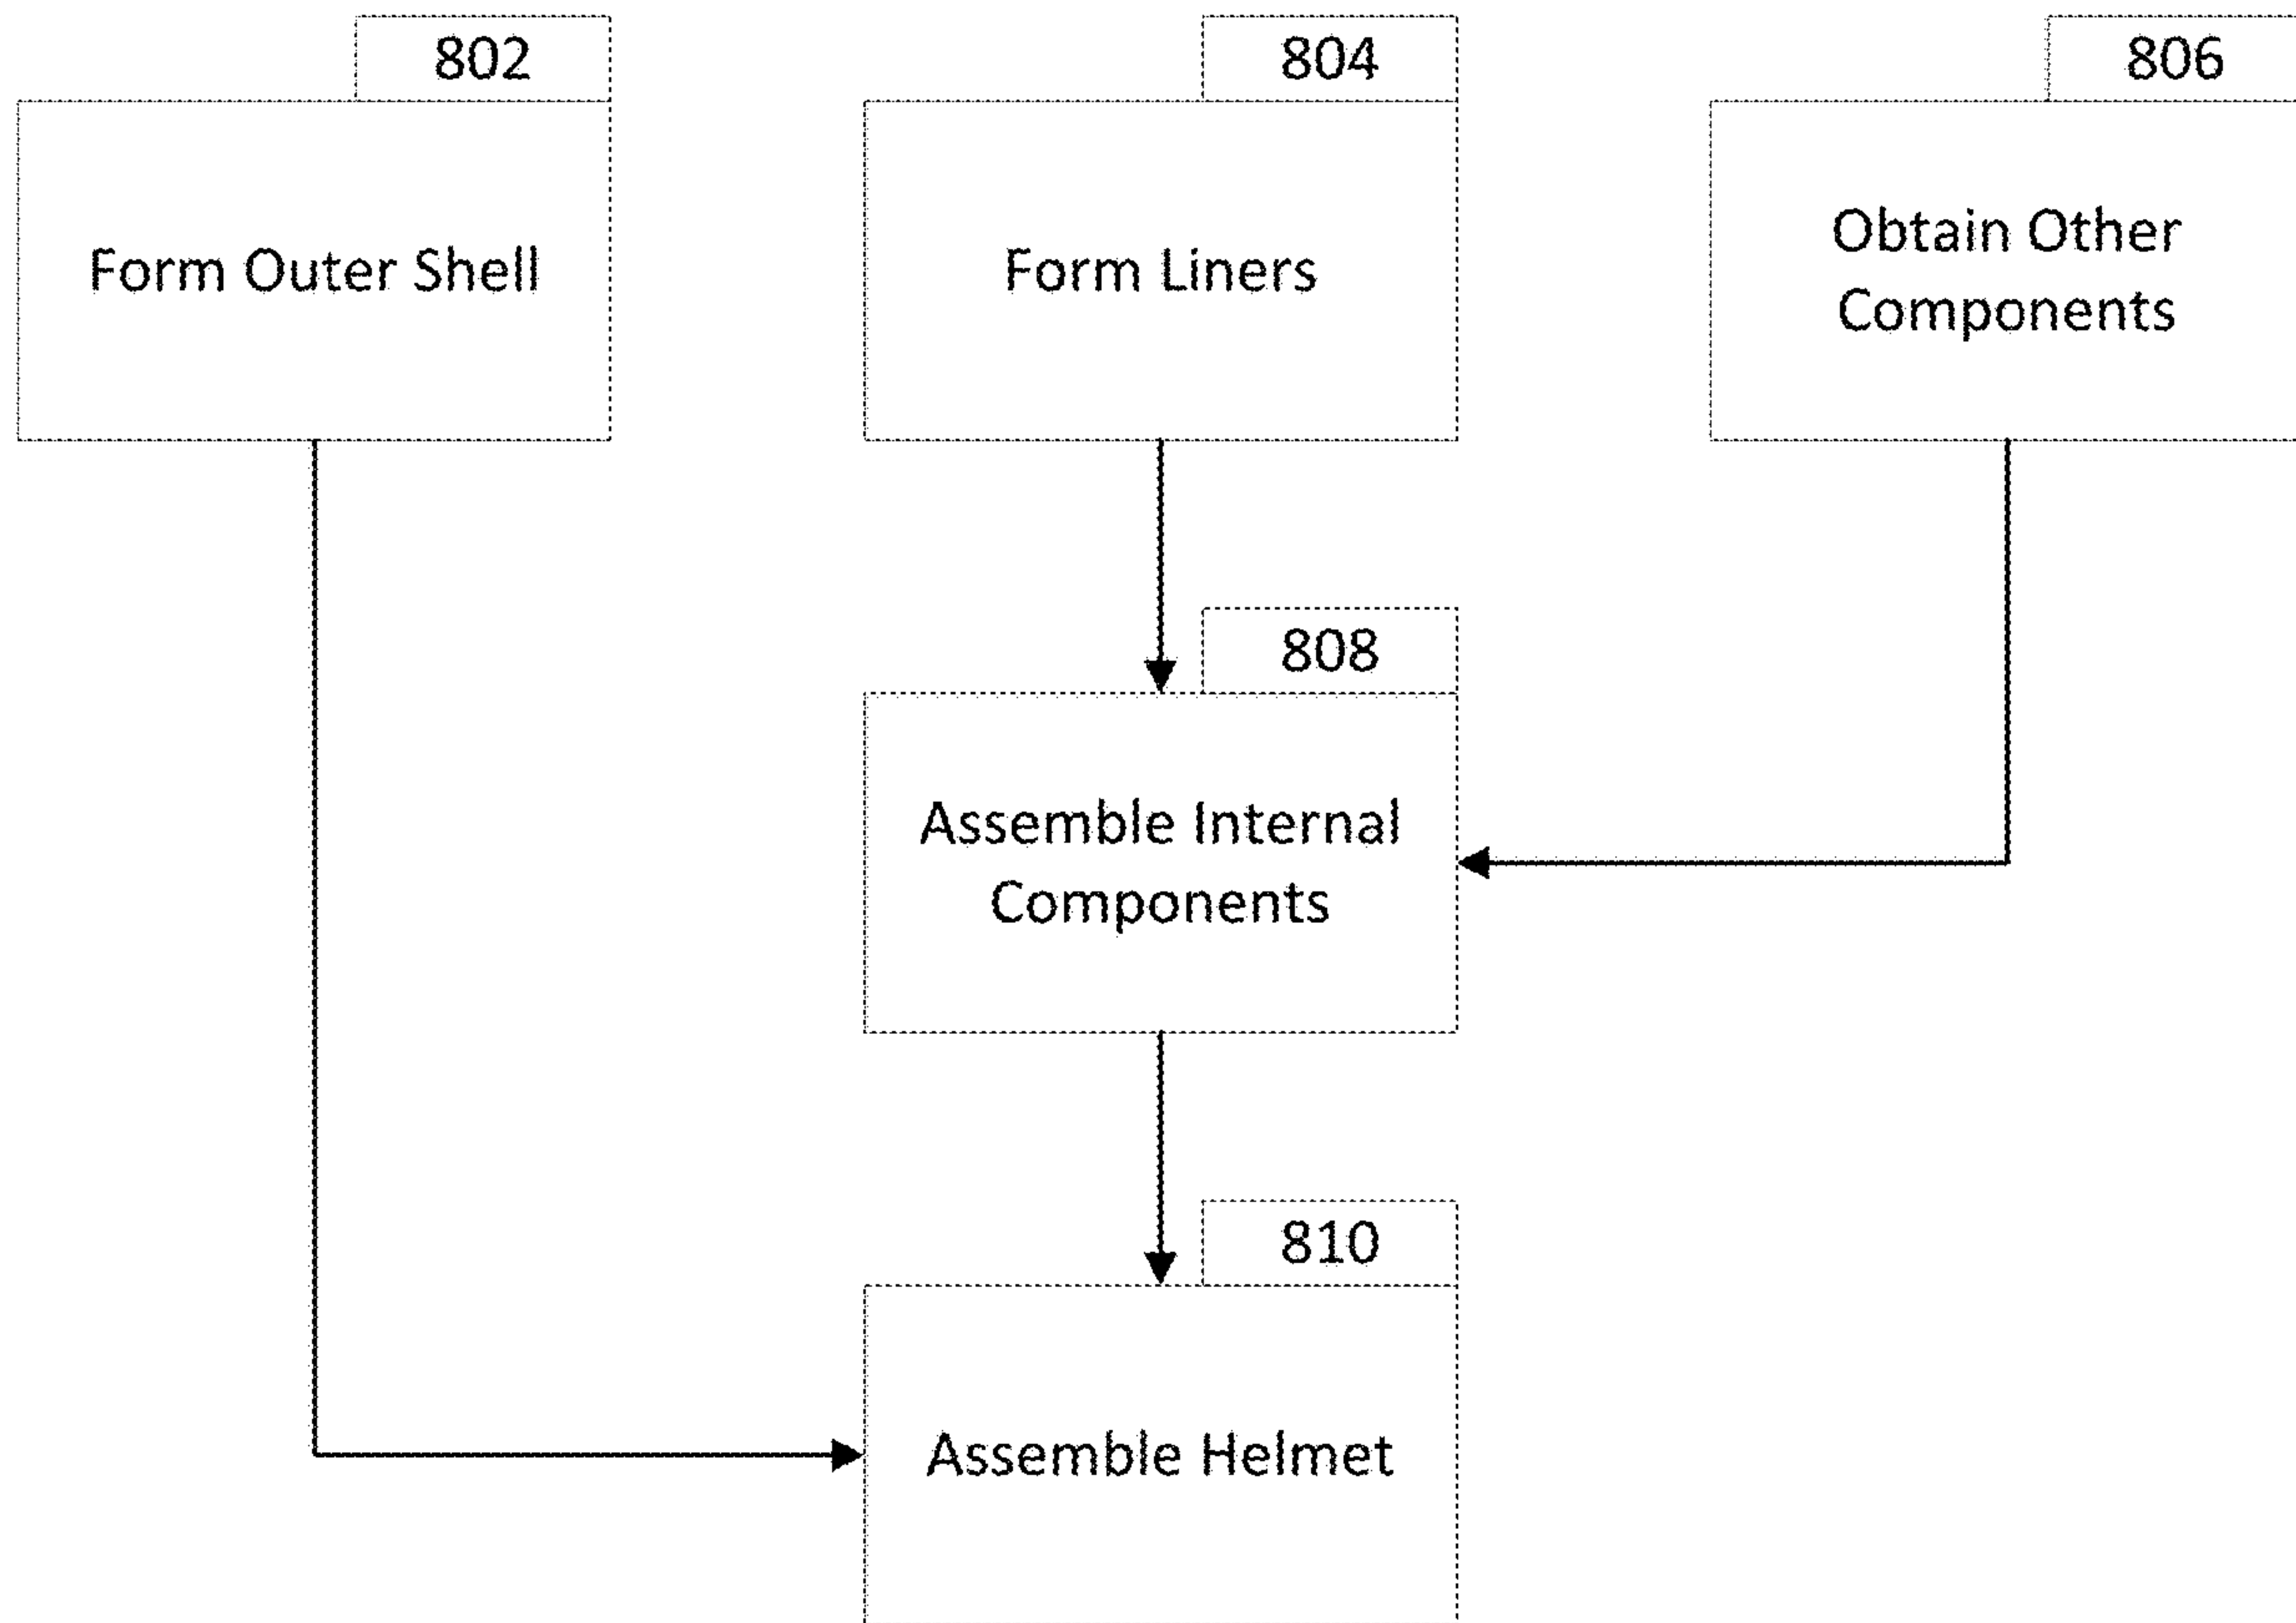 802
Form Outer Shell
804
Form Liners
806
Obtain Other
Components
808
Assemble Internal
Components
810
Assemble Helmet